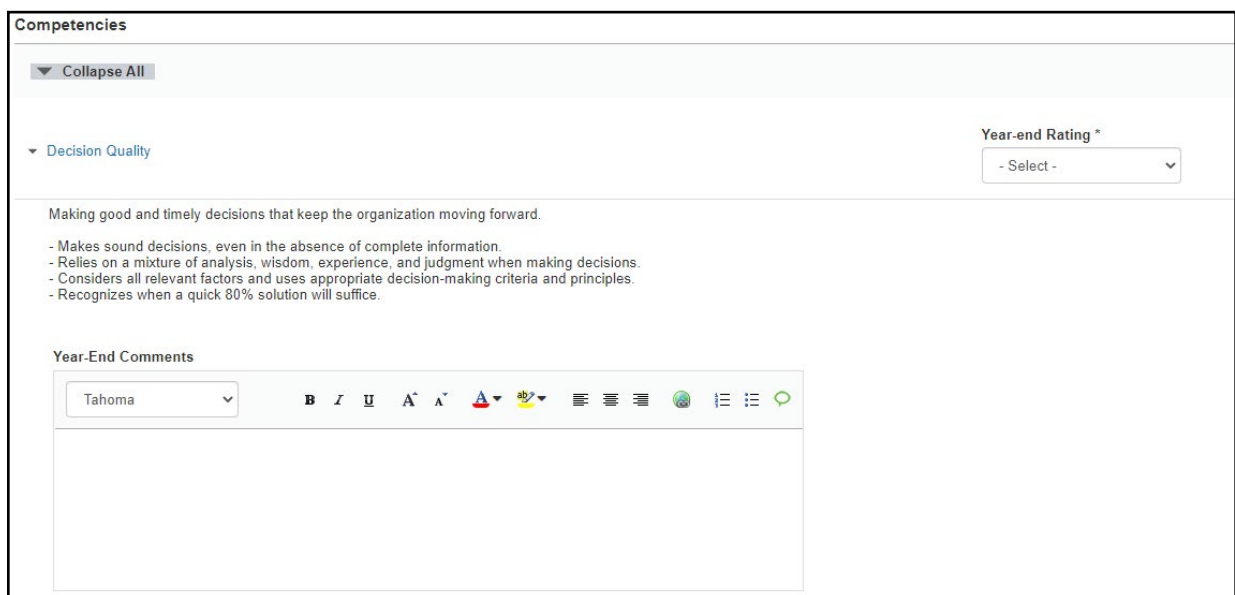 Competencies
Collapse All
Decision Quality
Year-end Rating *
- Select -
Making good and timely decisions that keep the organization moving forward.
- Makes sound decisions, even in the absence of complete information.
- Relies on a mixture of analysis, wisdom, experience, and judgment when making decisions.
- Considers all relevant factors and uses appropriate decision-making criteria and principles.
- Recognizes when a quick 80% solution will suffice.
Year-End Comments
Tahoma B I U A A A ab